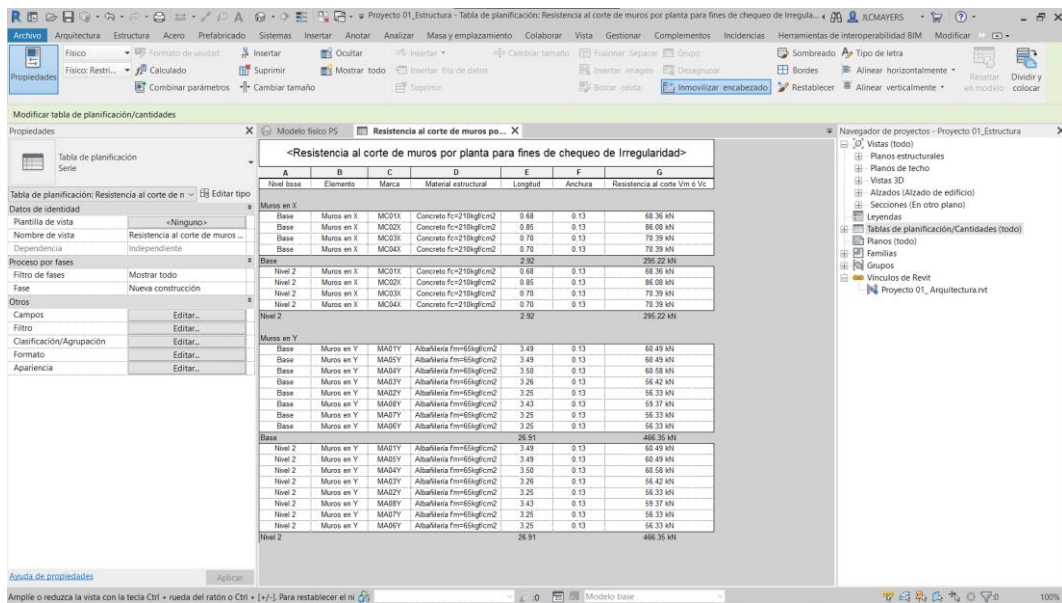 Proyecto 01_Estructura - Tabla de planificación: Resistencia al corte de muros por planta para fines de chequeo de Irregula... JLCMAYERS
Archivo Arquitectura Estructura Acero Prefabricado Sistemas Insertar Anotar Analizar Masa y emplazamiento Colaborar Vista Gestionar Complementos Incidencias Herramientas de interoperabilidad BIM Modificar
Propiedades
Físico Formato de unidad Insertar Ocultar Insertar Cambiar tamaño Fusionar Separar Grupo Sombreado Tipo de letra
Físico: Restri... Calculado Suprimir Mostrar todo Insertar fila de datos Insertar imagen Desagrupar Bordes Alinear horizontalmente Resaltar en modelo Dividir y colocar
Combinar parámetros Cambiar tamaño Suprimir Borrar celda Inmovilizar encabezado Restablecer Alinear verticalmente
Modificar tabla de planificación/cantidades
Propiedades
Tabla de planificación
Serie
Tabla de planificación: Resistencia al corte de n Editar tipo
Datos de identidad
Plantilla de vista <Ninguno>
Nombre de vista Resistencia al corte de muros ...
Dependencia Independiente
Proceso por fases
Filtro de fases Mostrar todo
Fase Nueva construcción
Otros
Campos Editar...
Filtro Editar...
Clasificación/Agrupación Editar...
Formato Editar...
Apariencia Editar...
Ayuda de propiedades Aplicar
Modelo físico PS Resistencia al corte de muros po... X
<Resistencia al corte de muros por planta para fines de chequeo de Irregularidad>
A B C D E F G
Nivel base Elemento Marca Material estructural Longitud Anchura Resistencia al corte Vm ó Vc
Muros en X
Base Muros en X MC01X Concreto f'c=210kgf/cm2 0.68 0.13 68.36 kN
Base Muros en X MC02X Concreto f'c=210kgf/cm2 0.85 0.13 86.08 kN
Base Muros en X MC03X Concreto f'c=210kgf/cm2 0.70 0.13 70.39 kN
Base Muros en X MC04X Concreto f'c=210kgf/cm2 0.70 0.13 70.39 kN
Base 2.92 295.22 kN
Nivel 2 Muros en X MC01X Concreto f'c=210kgf/cm2 0.68 0.13 68.36 kN
Nivel 2 Muros en X MC02X Concreto f'c=210kgf/cm2 0.85 0.13 86.08 kN
Nivel 2 Muros en X MC03X Concreto f'c=210kgf/cm2 0.70 0.13 70.39 kN
Nivel 2 Muros en X MC04X Concreto f'c=210kgf/cm2 0.70 0.13 70.39 kN
Nivel 2 2.92 295.22 kN
Muros en Y
Base Muros en Y MA01Y Albañilería f'm=65kgf/cm2 3.49 0.13 60.49 kN
Base Muros en Y MA05Y Albañilería f'm=65kgf/cm2 3.49 0.13 60.49 kN
Base Muros en Y MA04Y Albañilería f'm=65kgf/cm2 3.50 0.13 60.58 kN
Base Muros en Y MA03Y Albañilería f'm=65kgf/cm2 3.26 0.13 56.42 kN
Base Muros en Y MA02Y Albañilería f'm=65kgf/cm2 3.25 0.13 56.33 kN
Base Muros en Y MA08Y Albañilería f'm=65kgf/cm2 3.43 0.13 59.37 kN
Base Muros en Y MA07Y Albañilería f'm=65kgf/cm2 3.25 0.13 56.33 kN
Base Muros en Y MA06Y Albañilería f'm=65kgf/cm2 3.25 0.13 56.33 kN
Base 26.91 466.35 kN
Nivel 2 Muros en Y MA01Y Albañilería f'm=65kgf/cm2 3.49 0.13 60.49 kN
Nivel 2 Muros en Y MA05Y Albañilería f'm=65kgf/cm2 3.49 0.13 60.49 kN
Nivel 2 Muros en Y MA04Y Albañilería f'm=65kgf/cm2 3.50 0.13 60.58 kN
Nivel 2 Muros en Y MA03Y Albañilería f'm=65kgf/cm2 3.26 0.13 56.42 kN
Nivel 2 Muros en Y MA02Y Albañilería f'm=65kgf/cm2 3.25 0.13 56.33 kN
Nivel 2 Muros en Y MA08Y Albañilería f'm=65kgf/cm2 3.43 0.13 59.37 kN
Nivel 2 Muros en Y MA07Y Albañilería f'm=65kgf/cm2 3.25 0.13 56.33 kN
Nivel 2 Muros en Y MA06Y Albañilería f'm=65kgf/cm2 3.25 0.13 56.33 kN
Nivel 2 26.91 466.35 kN
Navegador de proyectos - Proyecto 01_Estructura
Vistas (todo)
Planos estructurales
Planos de techo
Vistas 3D
Alzados (Alzado de edificio)
Secciones (En otro plano)
Leyendas
Tablas de planificación/Cantidades (todo)
Planos (todo)
Familias
Grupos
Vínculos de Revit
Proyecto 01_ Arquitectura.rvt
Amplíe o reduzca la vista con la tecla Ctrl + rueda del ratón o Ctrl + [+/-]. Para restablecer el ni :0 Modelo base :0 100%